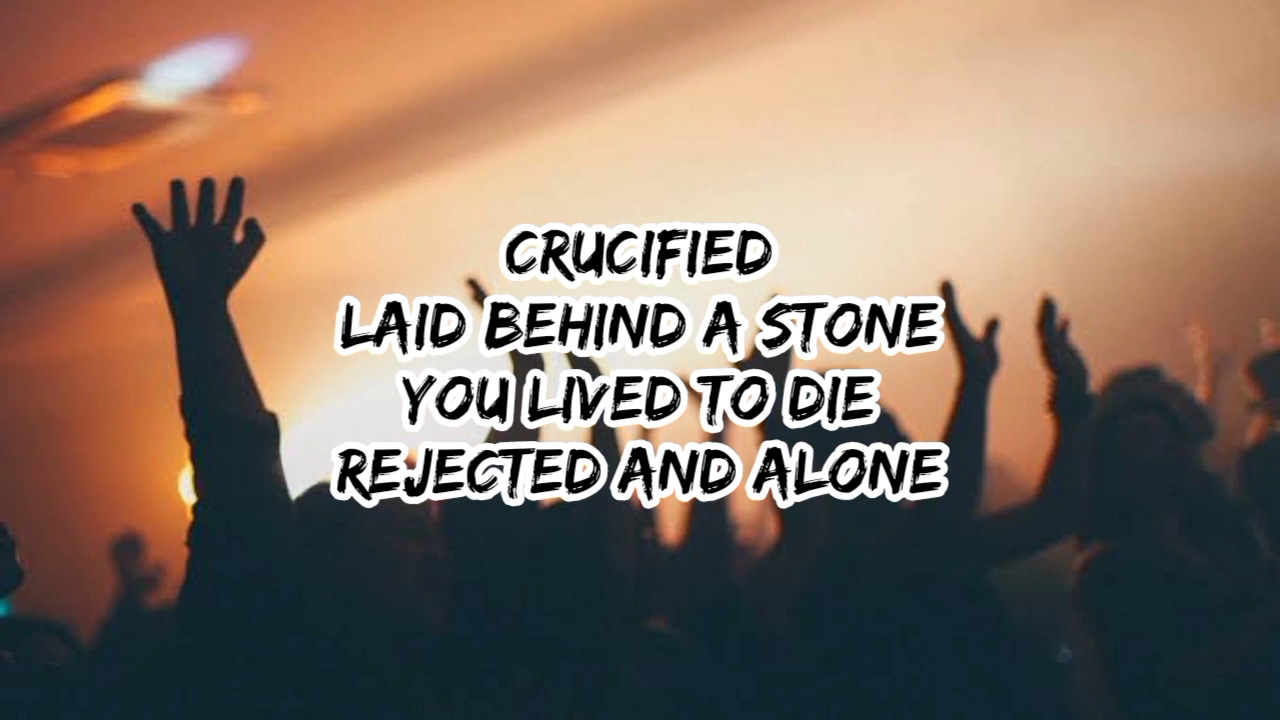 CRUCIFIED
LAID BEHIND A STONE
YOU LIVED TO DIE
REJECTED AND ALONE